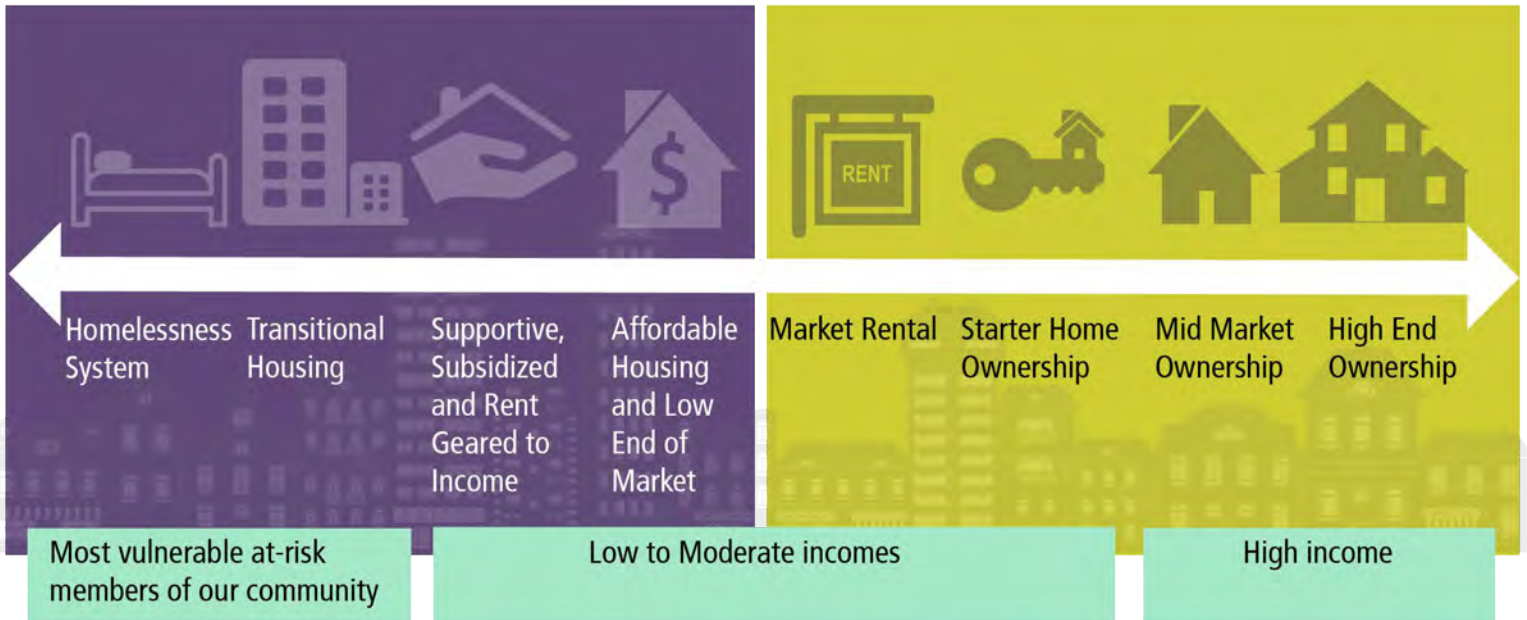 RENT
Homelessness
System
Transitional
Housing
Supportive,
Subsidized
and Rent
Geared to
Income
Affordable
Housing
and Low
End of
Market
Market Rental
Starter Home
Ownership
Mid Market
Ownership
High End
Ownership
Most vulnerable at-risk
members of our community
Low to Moderate incomes
High income